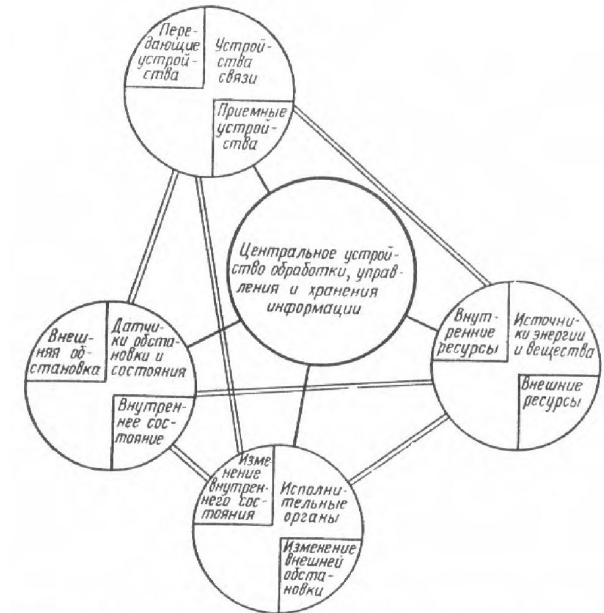 Пере-
дающие
устрой-
ства
Устрой-
ства
связи
Приемные
устрой-
ства
Центральное устрой-
ство обработки, управ-
ления и хранения
информации
Внеш-
няя об-
становка
Датчи-
ки обста-
новки и
состояния
Внутрен-
нее сос-
тояние
Внут-
ренние
ресурсы
Источни-
ки энергии
и вещества
Внешние
ресурсы
Изме-
нение
внутрен-
него сос-
тояния
Исполни-
тельные
органы
Изменение
внешней
обста-
новки